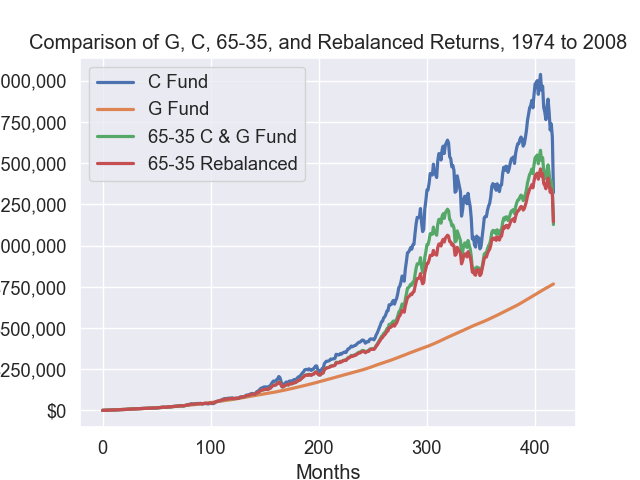 Comparison of G, C, 65-35, and Rebalanced Returns, 1974 to 2008
C Fund
G Fund
65-35 C & G Fund
65-35 Rebalanced
000,000
750,000
500,000
250,000
000,000
$750,000
500,000
250,000
$0
0 100 200 300 400
Months